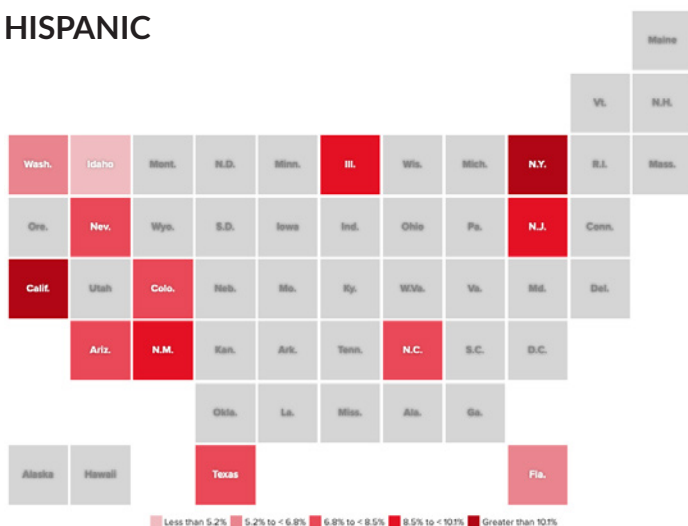 HISPANIC
Maine
Vt. N.H.
Wash. Idaho Mont. N.D. Minn. Ill. Wis. Mich. N.Y. R.I. Mass.
Ore. Nev. Wyo. S.D. Iowa Ind. Ohio Pa. N.J. Conn.
Calif. Utah Colo. Neb. Mo. Ky. W.Va. Va. Md. Del.
Ariz. N.M. Kan. Ark. Tenn. N.C. S.C. D.C.
Okla. La. Miss. Ala. Ga.
Alaska Hawaii Texas Fla.
Less than 5.2% 5.2% to < 6.8% 6.8% to < 8.5% 8.5% to < 10.1% Greater than 10.1%